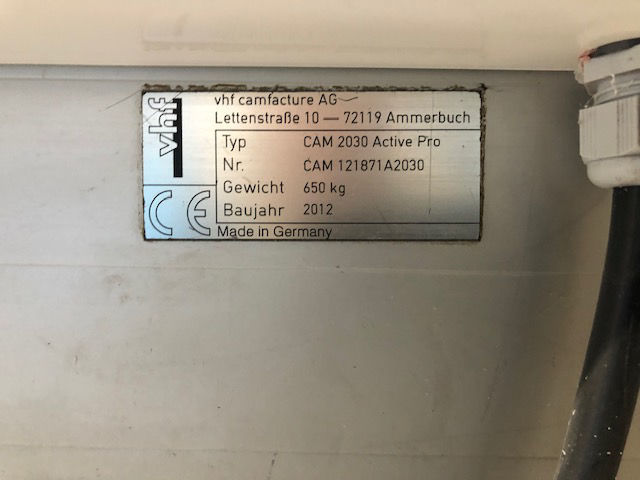 vhf
vhf camfacture AG
Lettenstraße 10 — 72119 Ammerbuch
Typ CAM 2030 Active Pro
Nr. CAM 121871A2030
Gewicht 650 kg
Baujahr 2012
CE
Made in Germany